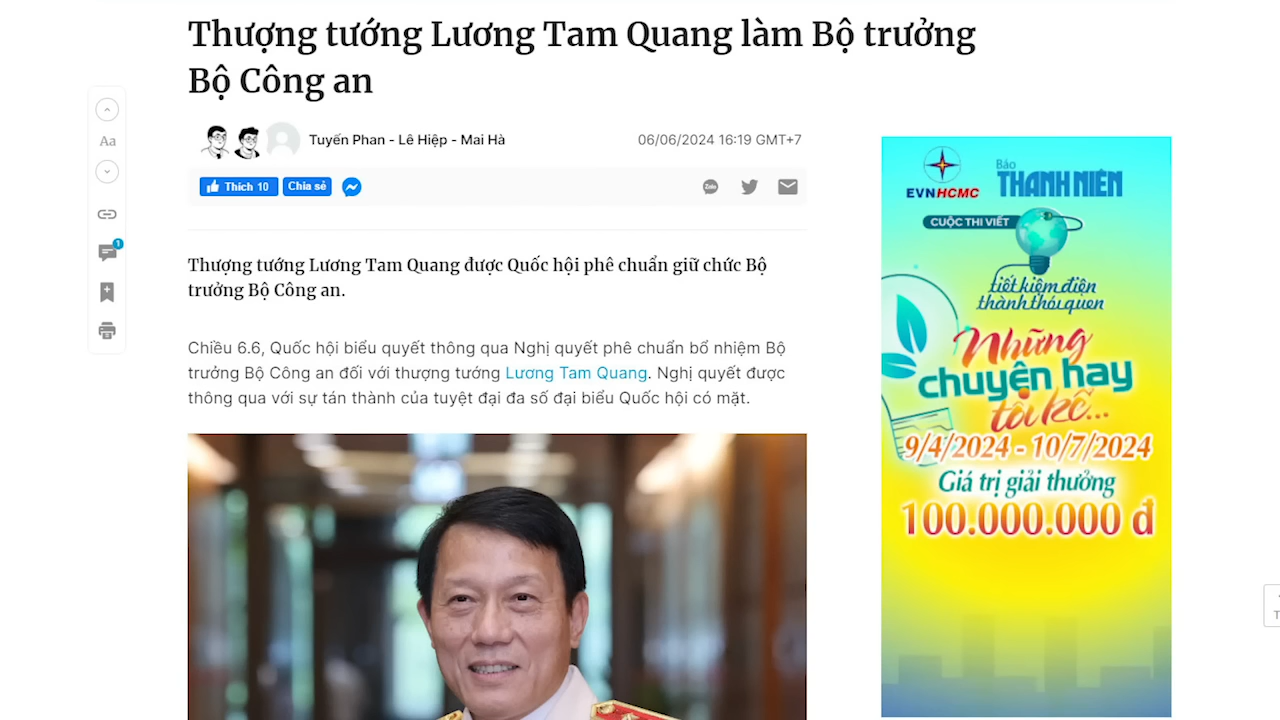 Thượng tướng Lương Tam Quang làm Bộ trưởng
Bộ Công an
Tuyến Phan - Lê Hiệp - Mai Hà
06/06/2024 16:19 GMT+7
Aa
Thích 10
Chia sẻ
Zalo
1
Thượng tướng Lương Tam Quang được Quốc hội phê chuẩn giữ chức Bộ
trưởng Bộ Công an.
Chiều 6.6, Quốc hội biểu quyết thông qua Nghị quyết phê chuẩn bổ nhiệm Bộ
trưởng Bộ Công an đối với thượng tướng Lương Tam Quang. Nghị quyết được
thông qua với sự tán thành của tuyệt đại đa số đại biểu Quốc hội có mặt.
EVNHCMC
Báo
THANH NIÊN
CUỘC THI VIẾT
tiết kiệm điện
thành thói quen
Những
chuyện hay
tôi kể...
9/4/2024 - 10/7/2024
Giá trị giải thưởng
100.000.000 đ